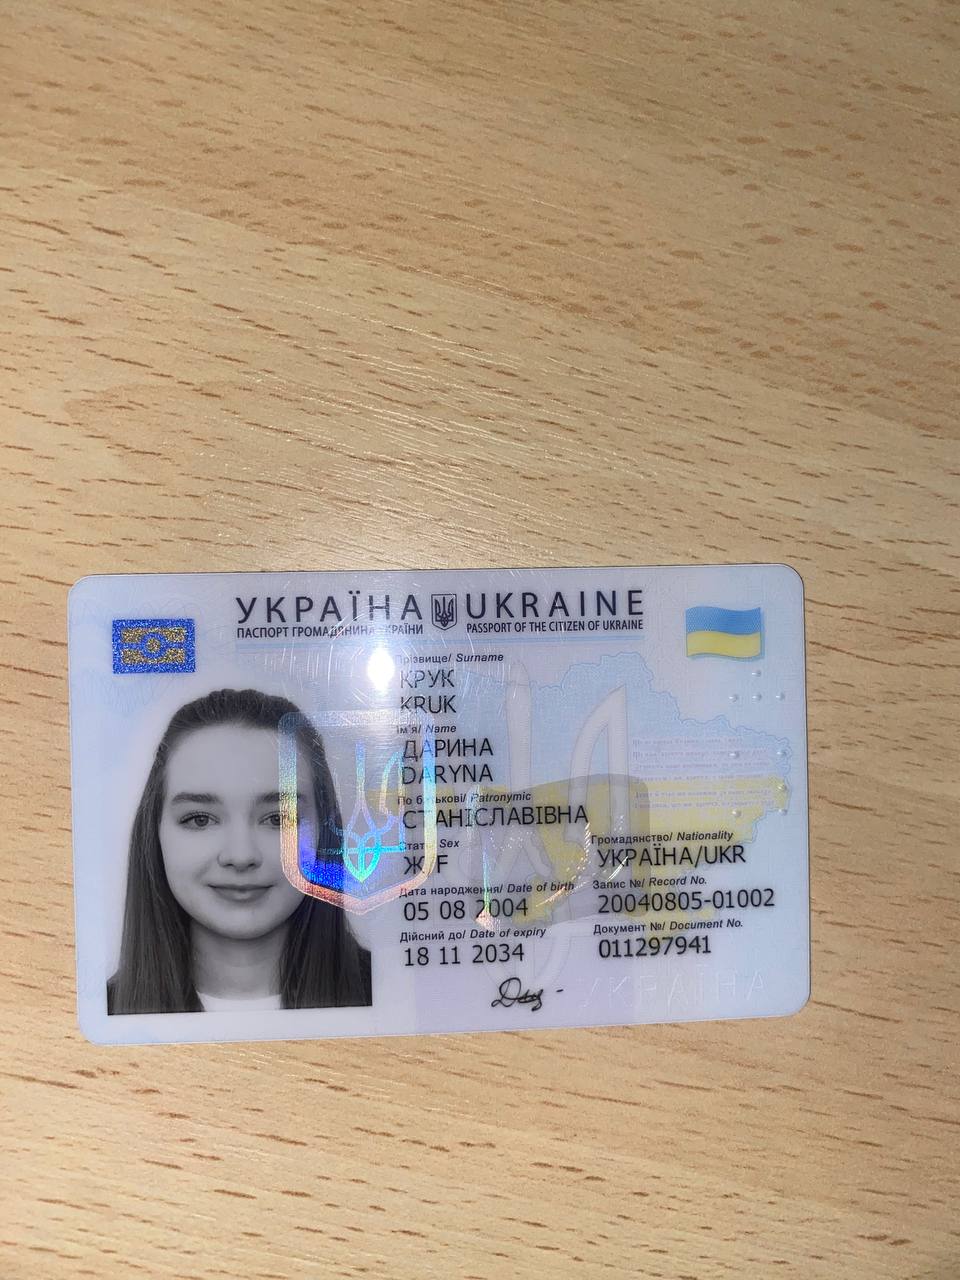 УКРАЇНА UKRAINE
ПАСПОРТ ГРОМАДЯНИНА УКРАЇНИ PASSPORT OF THE CITIZEN OF UKRAINE
Прізвище/ Surname
КРУК
KRUK
Ім'я/ Name
ДАРИНА
DARYNA
По батькові/ Patronymic
СТАНІСЛАВІВНА
Стать/ Sex
Ж/F
Громадянство/ Nationality
УКРАЇНА/UKR
Дата народження/ Date of birth
05 08 2004
Запис №/ Record No.
20040805-01002
Дійсний до/ Date of expiry
18 11 2034
Документ №/ Document No.
011297941
УКРАЇНА